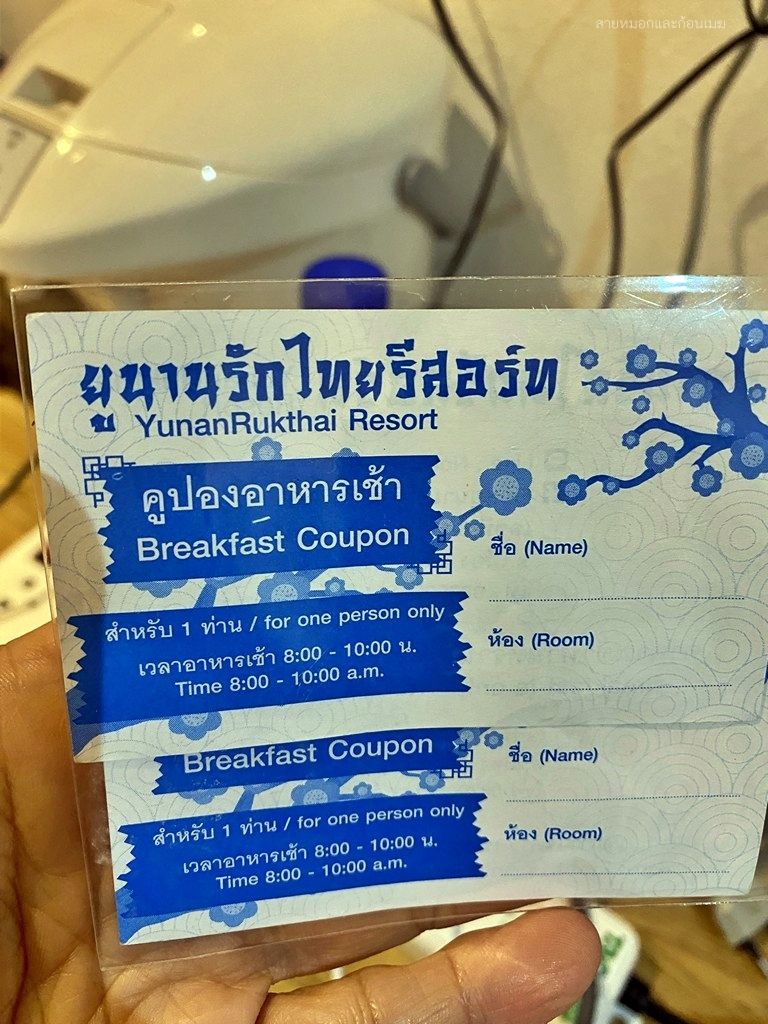 สายหมอกและก้อนเมฆ
ยูนานรักไทยรีสอร์ท
YunanRukthai Resort
คูปองอาหารเช้า
Breakfast Coupon
ชื่อ (Name)
สำหรับ 1 ท่าน / for one person only
เวลาอาหารเช้า 8:00 - 10:00 น.
Time 8:00 - 10:00 a.m.
ห้อง (Room)
Breakfast Coupon
ชื่อ (Name)
สำหรับ 1 ท่าน / for one person only
เวลาอาหารเช้า 8:00 - 10:00 น.
Time 8:00 - 10:00 a.m.
ห้อง (Room)